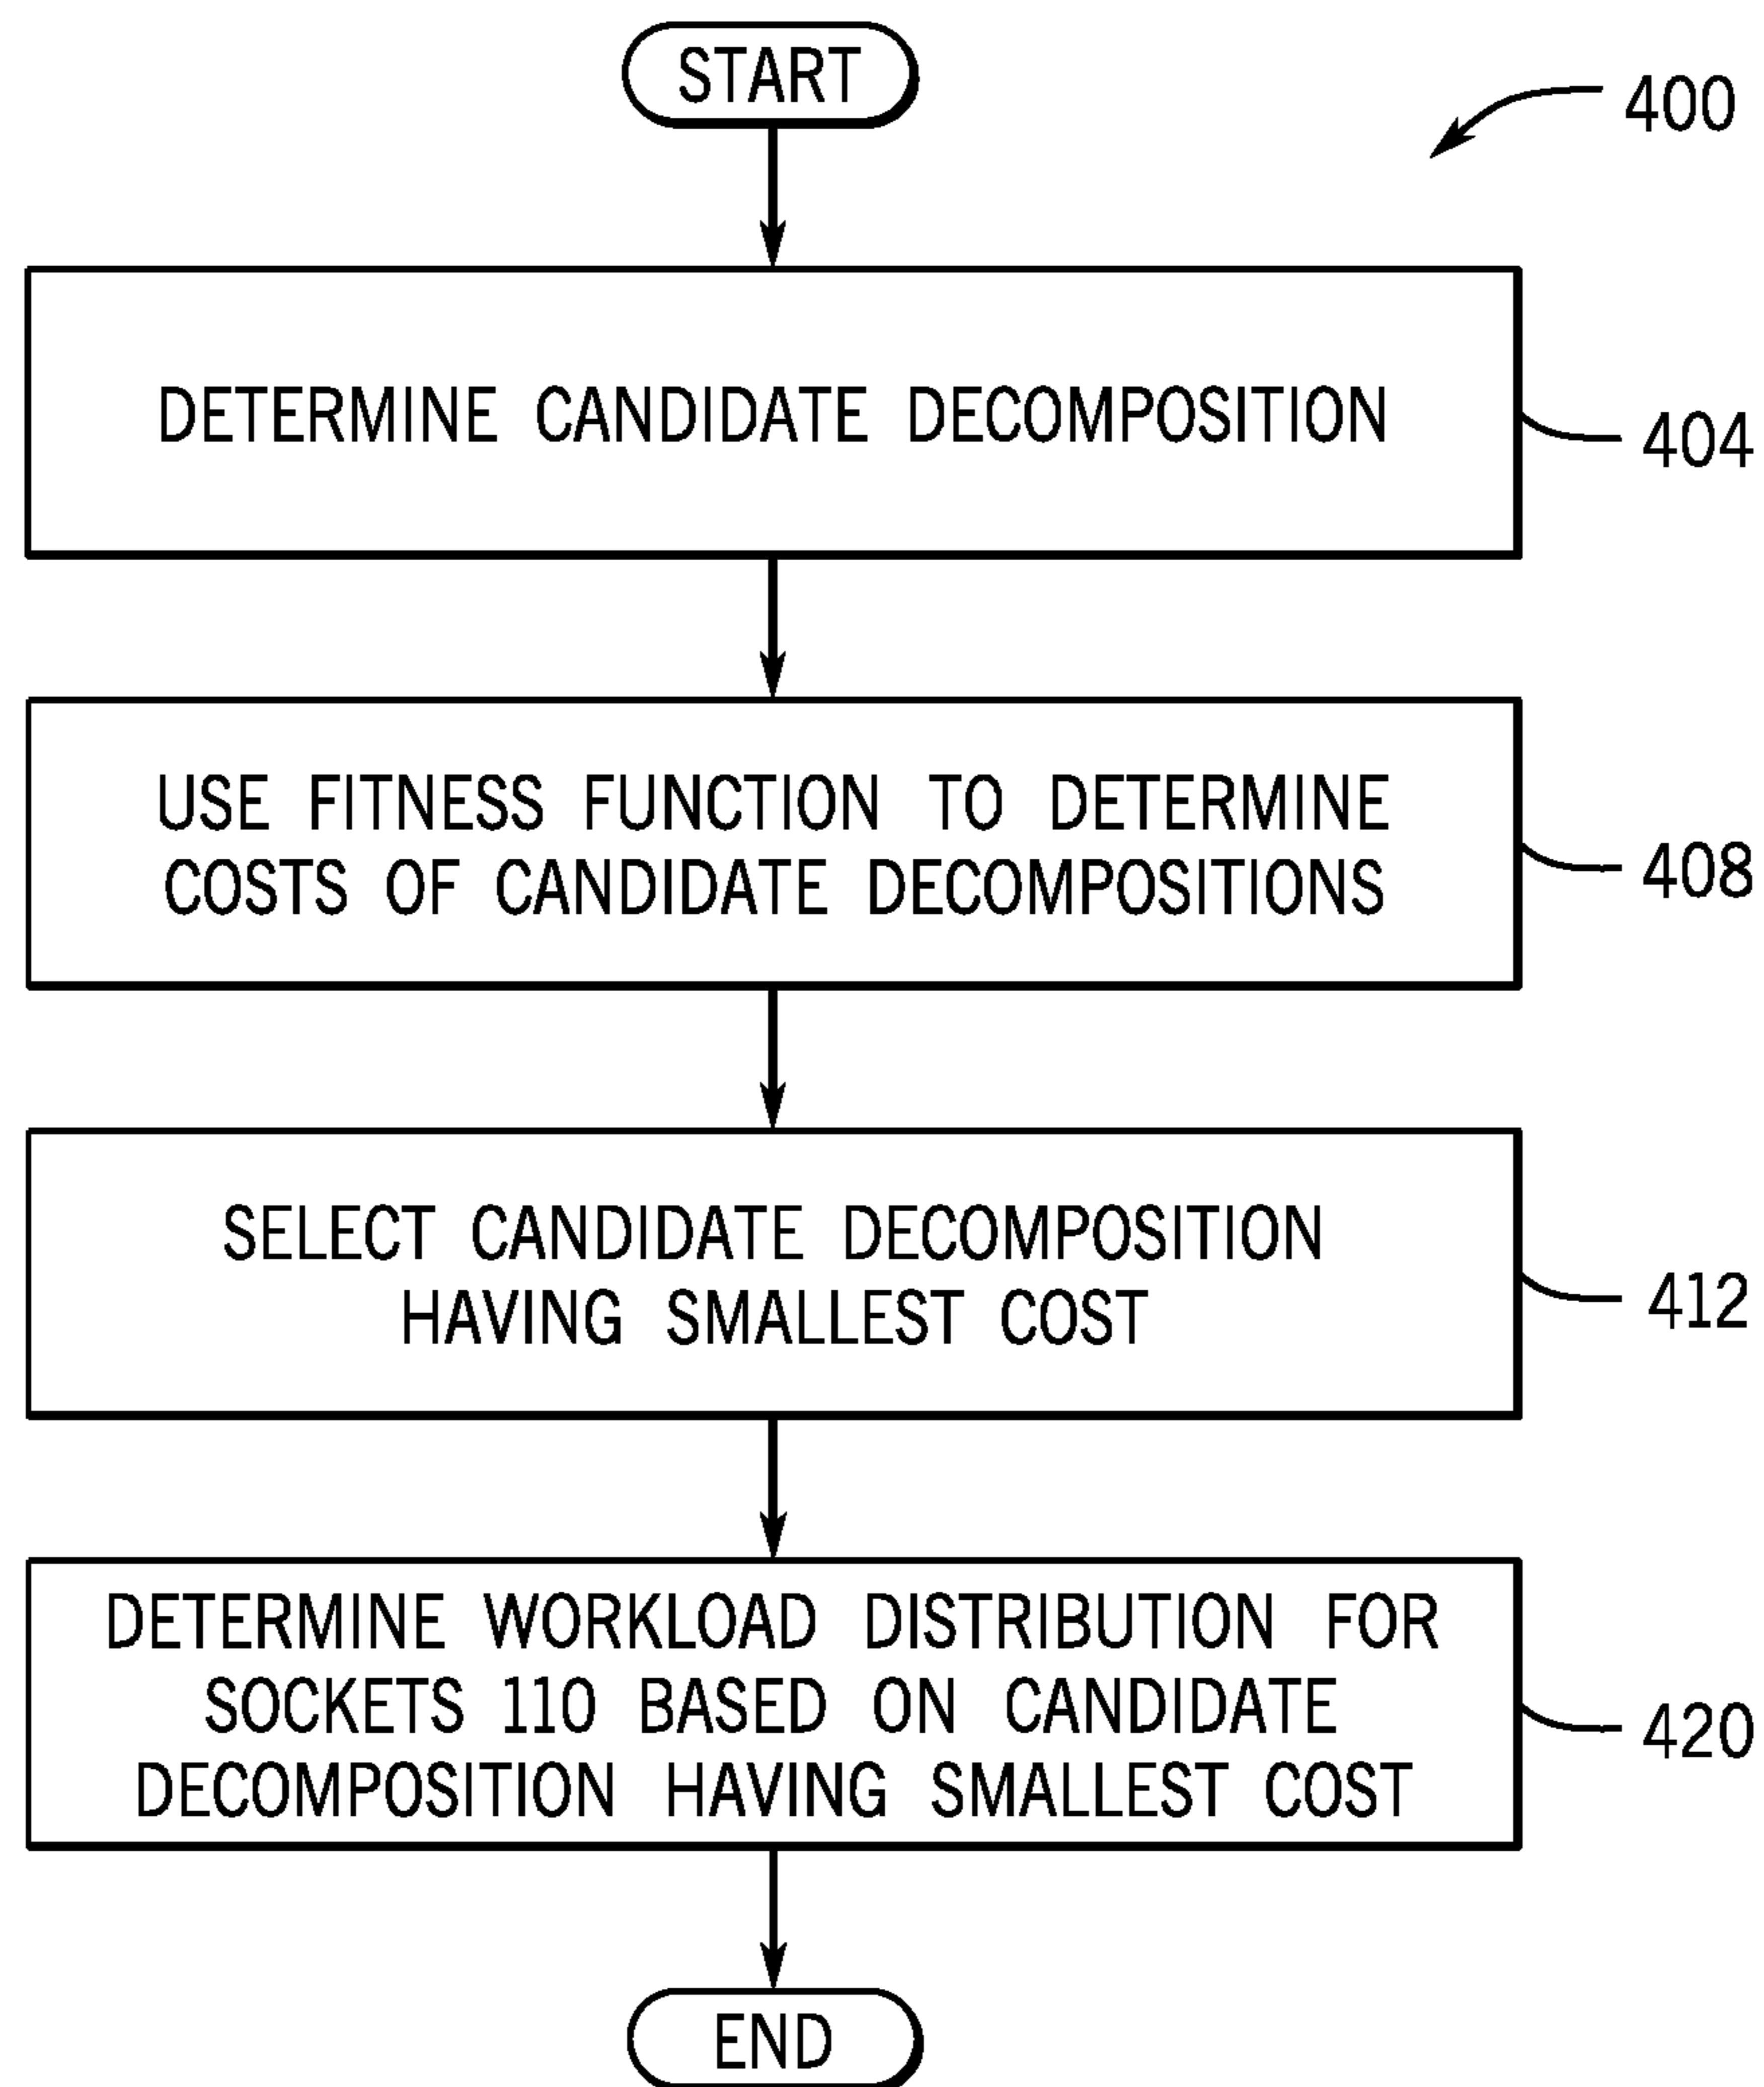 START
400
DETERMINE CANDIDATE DECOMPOSITION
404
USE FITNESS FUNCTION TO DETERMINE
COSTS OF CANDIDATE DECOMPOSITIONS
408
SELECT CANDIDATE DECOMPOSITION
HAVING SMALLEST COST
412
DETERMINE WORKLOAD DISTRIBUTION FOR
SOCKETS 110 BASED ON CANDIDATE
DECOMPOSITION HAVING SMALLEST COST
420
END